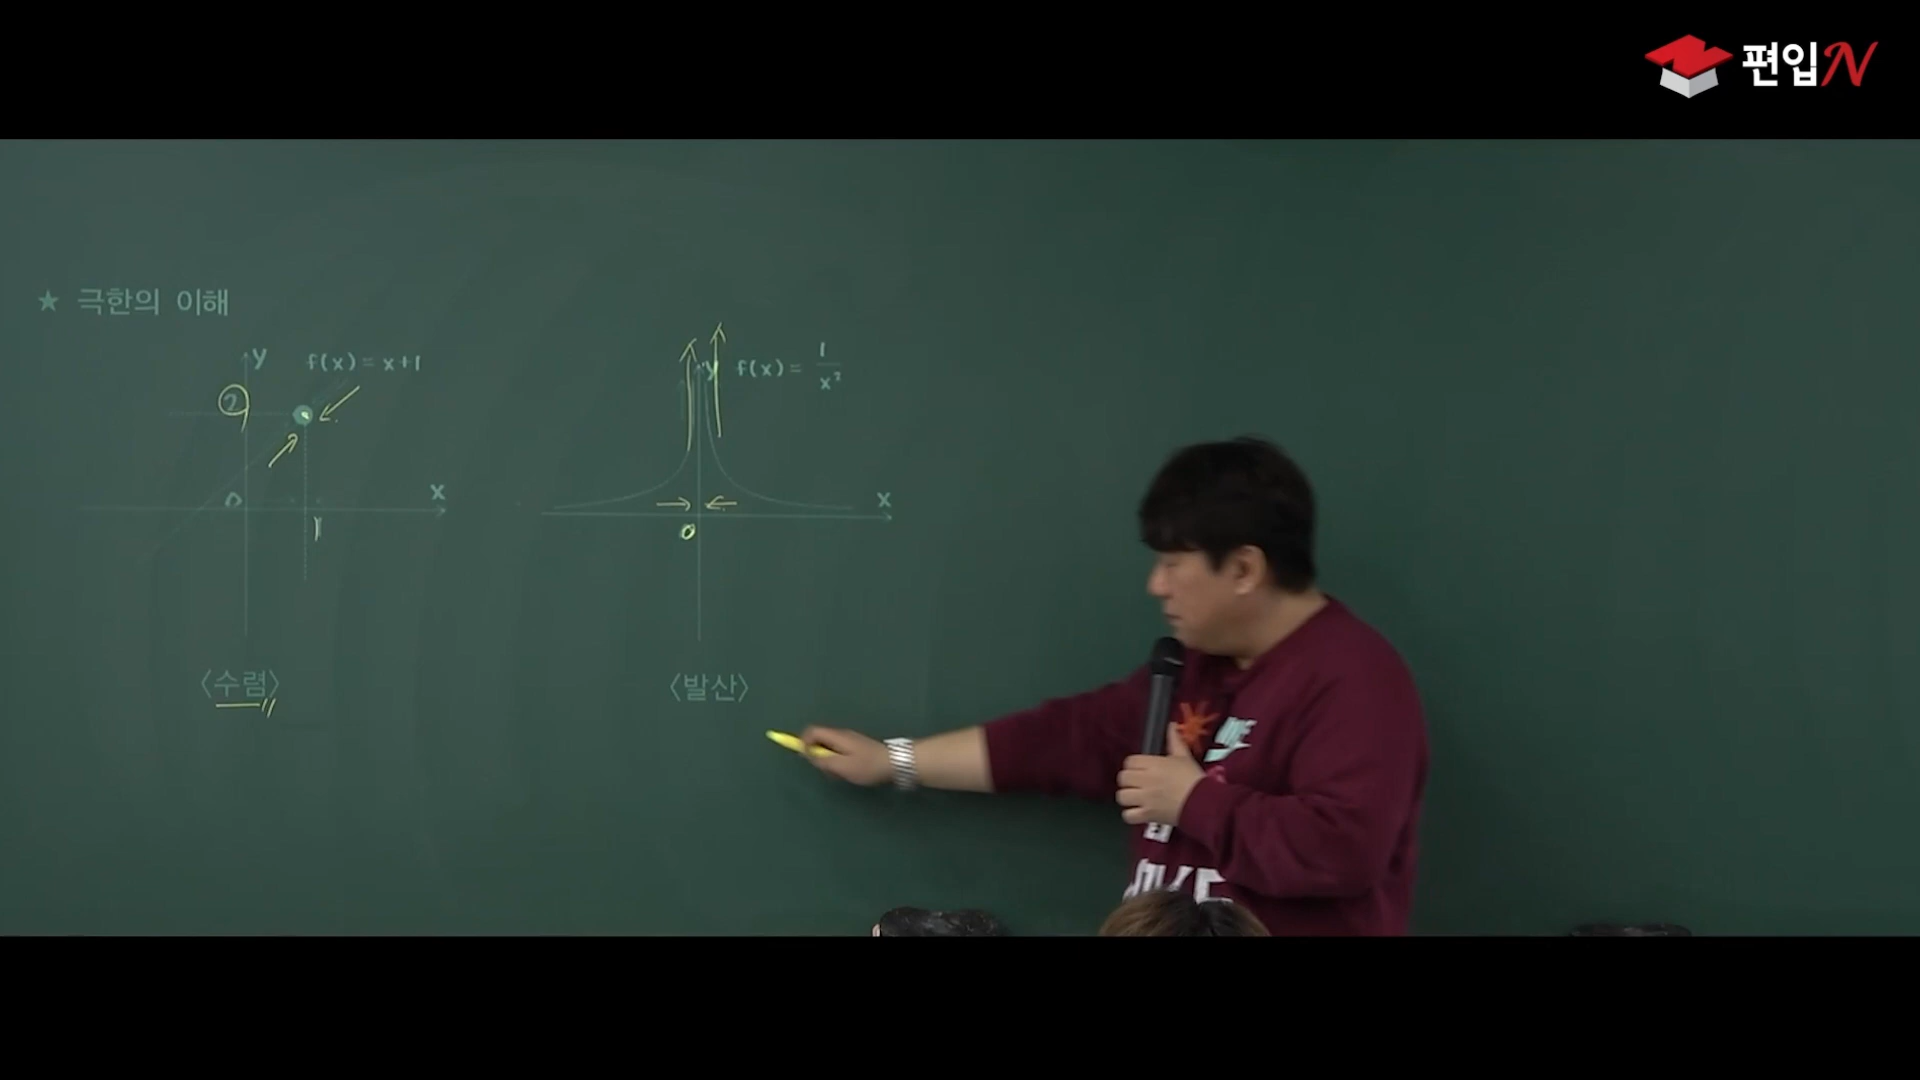 편입N
★ 극한의 이해
y
f(x) = x+1
2
0
1
x
y
f(x) = 1/x²
0
x
〈수렴〉
〈발산〉